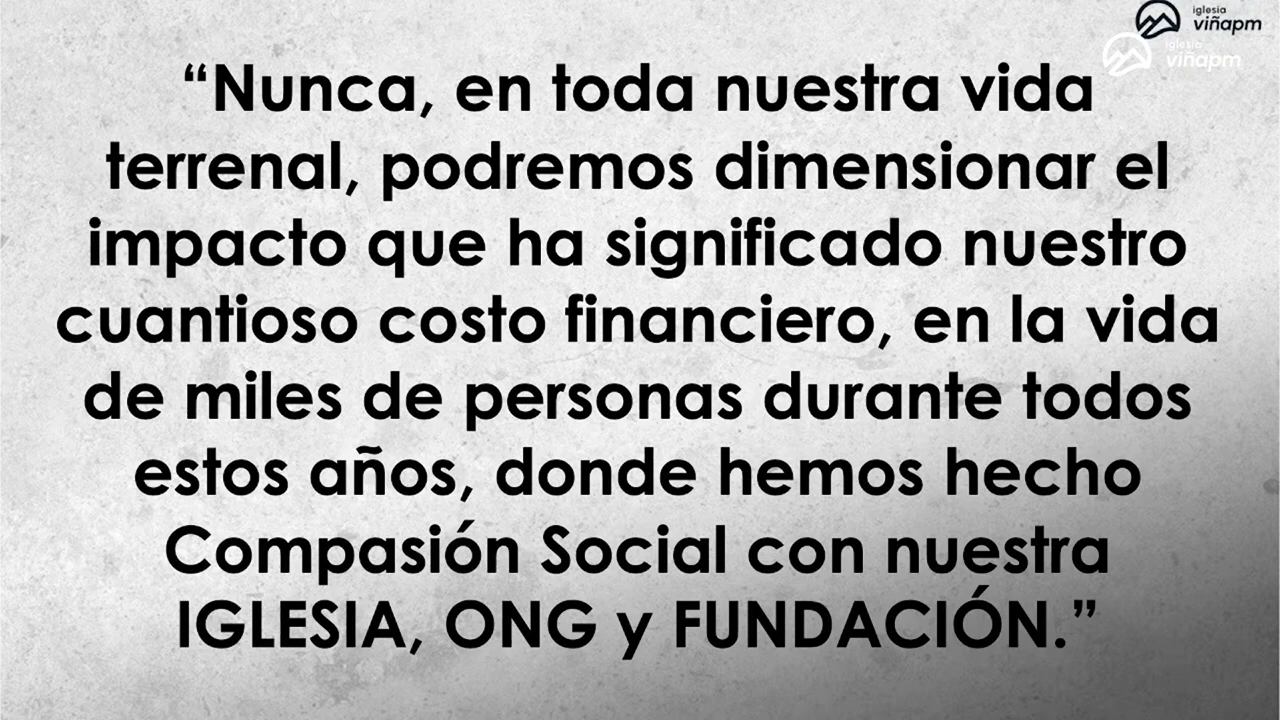 iglesia
viñapm
iglesia
viñapm
“Nunca, en toda nuestra vida
terrenal, podremos dimensionar el
impacto que ha significado nuestro
cuantioso costo financiero, en la vida
de miles de personas durante todos
estos años, donde hemos hecho
Compasión Social con nuestra
IGLESIA, ONG y FUNDACIÓN.”